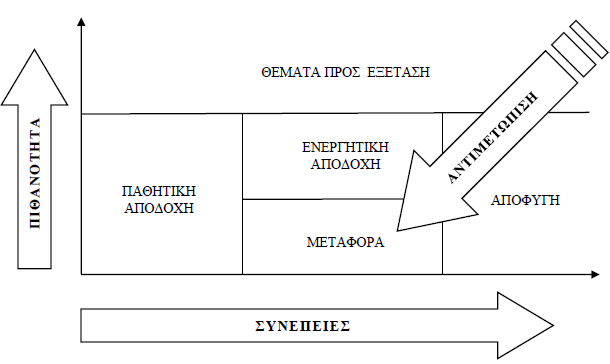 ΘΕΜΑΤΑ ΠΡΟΣ ΕΞΕΤΑΣΗ
ΠΙΘΑΝΟΤΗΤΑ
ΠΑΘΗΤΙΚΗ
ΑΠΟΔΟΧΗ
ΕΝΕΡΓΗΤΙΚΗ
ΑΠΟΔΟΧΗ
ΜΕΤΑΦΟΡΑ
ΑΝΤΙΜΕΤΩΠΙΣΗ
ΑΠΟΦΥΓΗ
ΣΥΝΕΠΕΙΕΣ